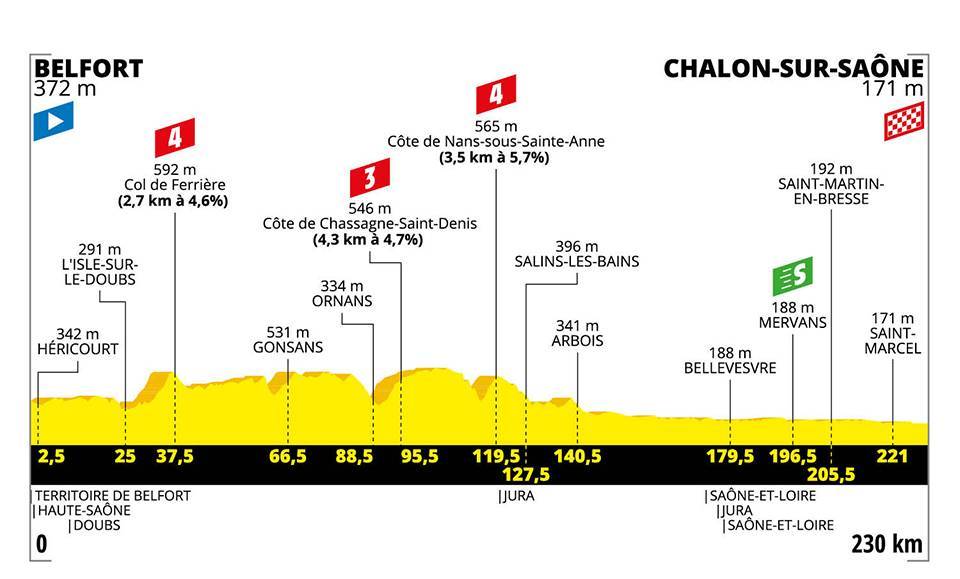 BELFORT
372 m
CHALON-SUR-SAÔNE
171 m
4
592 m
Col de Ferrière
(2,7 km à 4,6%)
3
546 m
Côte de Chassagne-Saint-Denis
(4,3 km à 4,7%)
4
565 m
Côte de Nans-sous-Sainte-Anne
(3,5 km à 5,7%)
192 m
SAINT-MARTIN-
EN-BRESSE
291 m
L'ISLE-SUR-
LE-DOUBS
396 m
SALINS-LES-BAINS
S
188 m
MERVANS
342 m
HÉRICOURT
531 m
GONSANS
334 m
ORNANS
341 m
ARBOIS
188 m
BELLEVESVRE
171 m
SAINT-
MARCEL
2,5 25 37,5 66,5 88,5 95,5 119,5 140,5 179,5 196,5 221
127,5 205,5
|TERRITOIRE DE BELFORT |JURA |SAÔNE-ET-LOIRE
|HAUTE-SAÔNE |JURA
|DOUBS |SAÔNE-ET-LOIRE
0 230 km